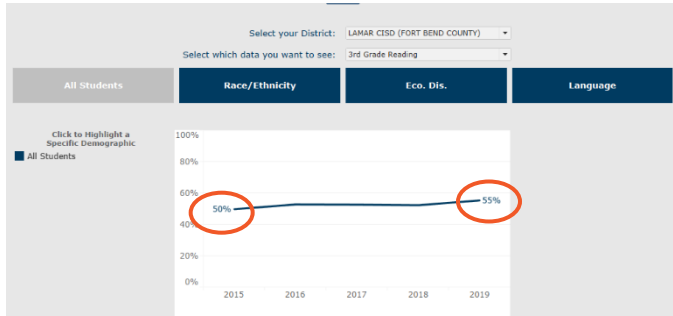 Select your District: LAMAR CISD (FORT BEND COUNTY)
Select which data you want to see: 3rd Grade Reading
All Students Race/Ethnicity Eco. Dis. Language
Click to Highlight a
Specific Demographic
All Students
100%
80%
60%
40%
20%
0%
50%
55%
2015 2016 2017 2018 2019